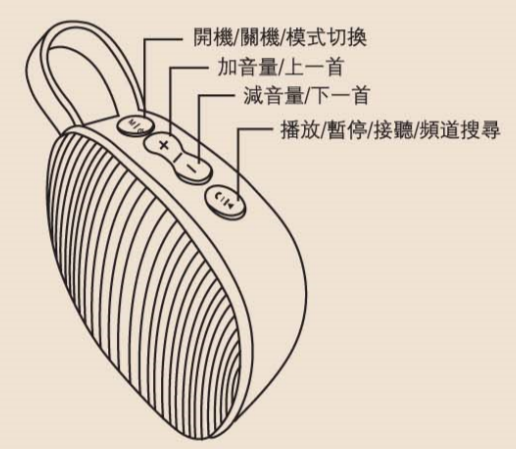 開機/關機/模式切換
加音量/上一首
減音量/下一首
播放/暫停/接聽/頻道搜尋
+
−